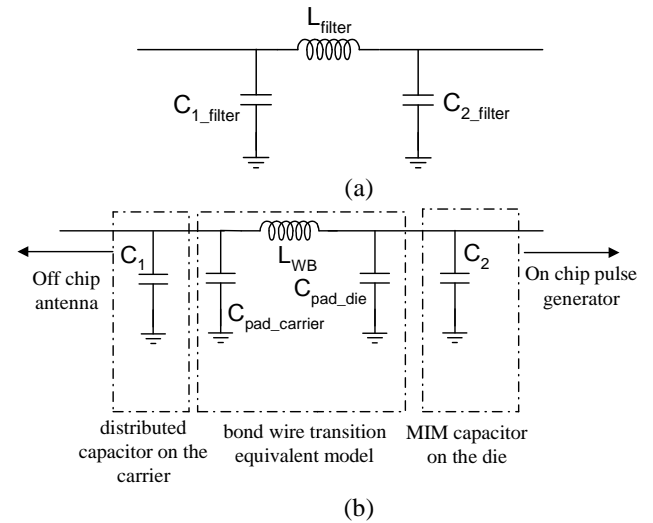 L_filter
C_1_filter
C_2_filter
(a)
Off chip
antenna
C_1
C_pad_carrier
L_WB
C_pad_die
C_2
On chip pulse
generator
distributed
capacitor on the
carrier
bond wire transition
equivalent model
MIM capacitor
on the die
(b)